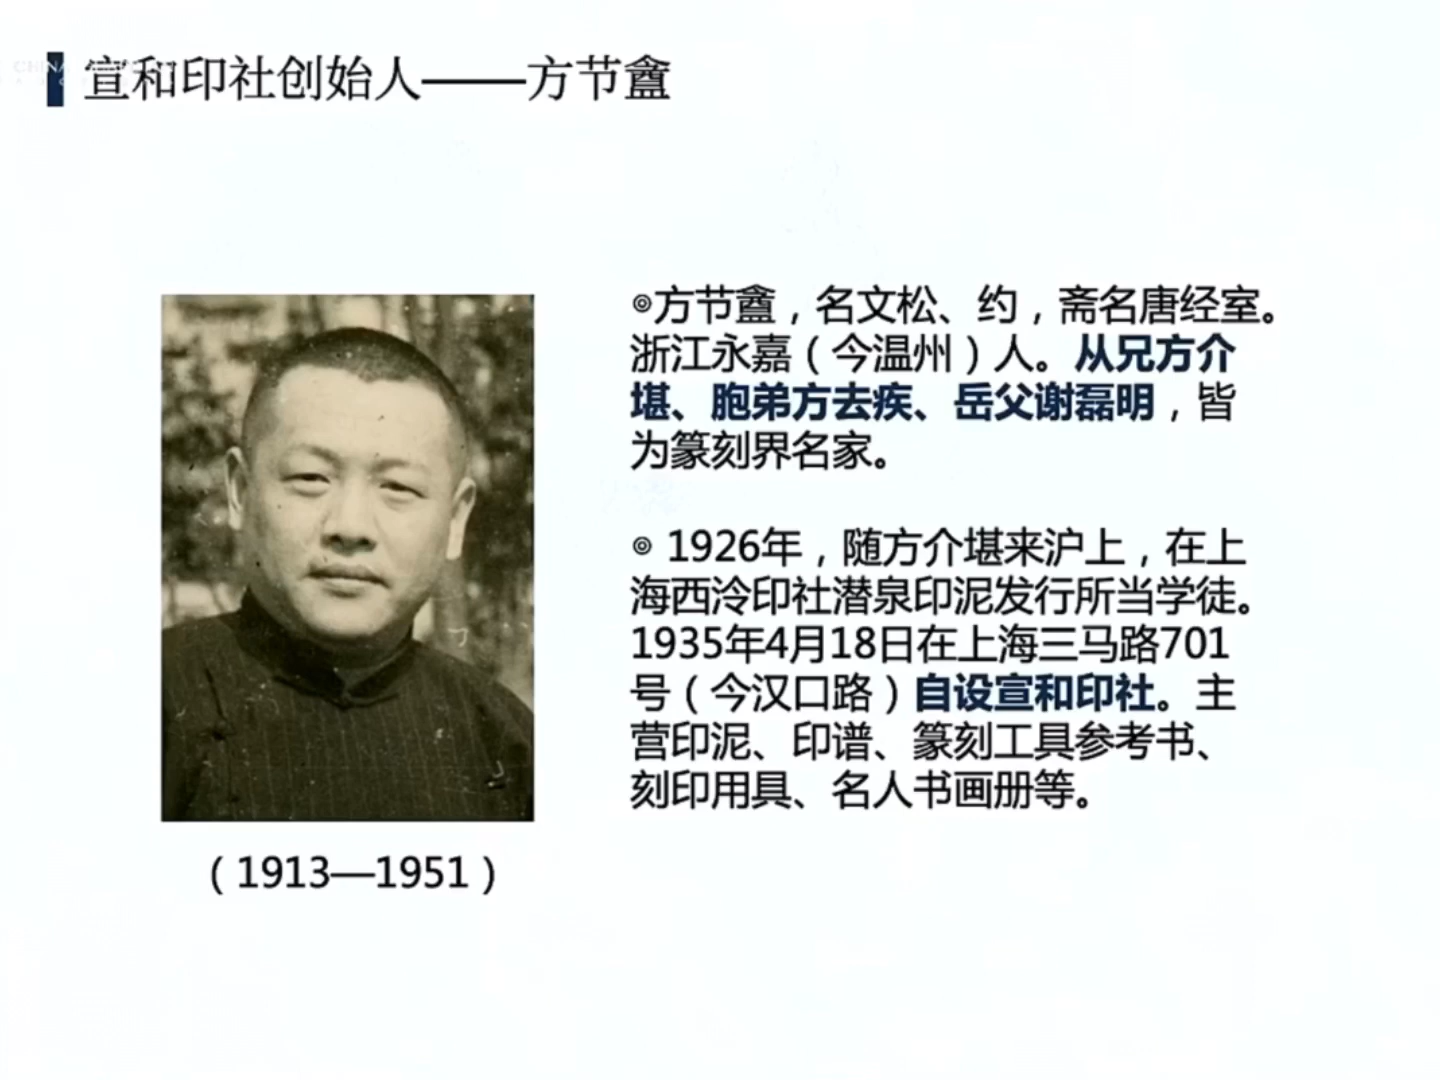 宣和印社创始人——方节盦
◎方节盦，名文松、约，斋名唐经室。
浙江永嘉（今温州）人。从兄方介
堪、胞弟方去疾、岳父谢磊明，皆
为篆刻界名家。
◎ 1926年，随方介堪来沪上，在上
海西泠印社潜泉印泥发行所当学徒。
1935年4月18日在上海三马路701
号（今汉口路）自设宣和印社。主
营印泥、印谱、篆刻工具参考书、
刻印用具、名人书画册等。
（1913—1951）